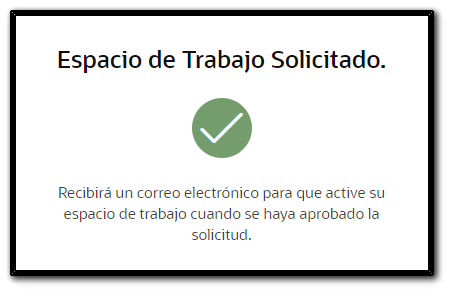 Espacio de Trabajo Solicitado.
Recibirá un correo electrónico para que active su
espacio de trabajo cuando se haya aprobado la
solicitud.